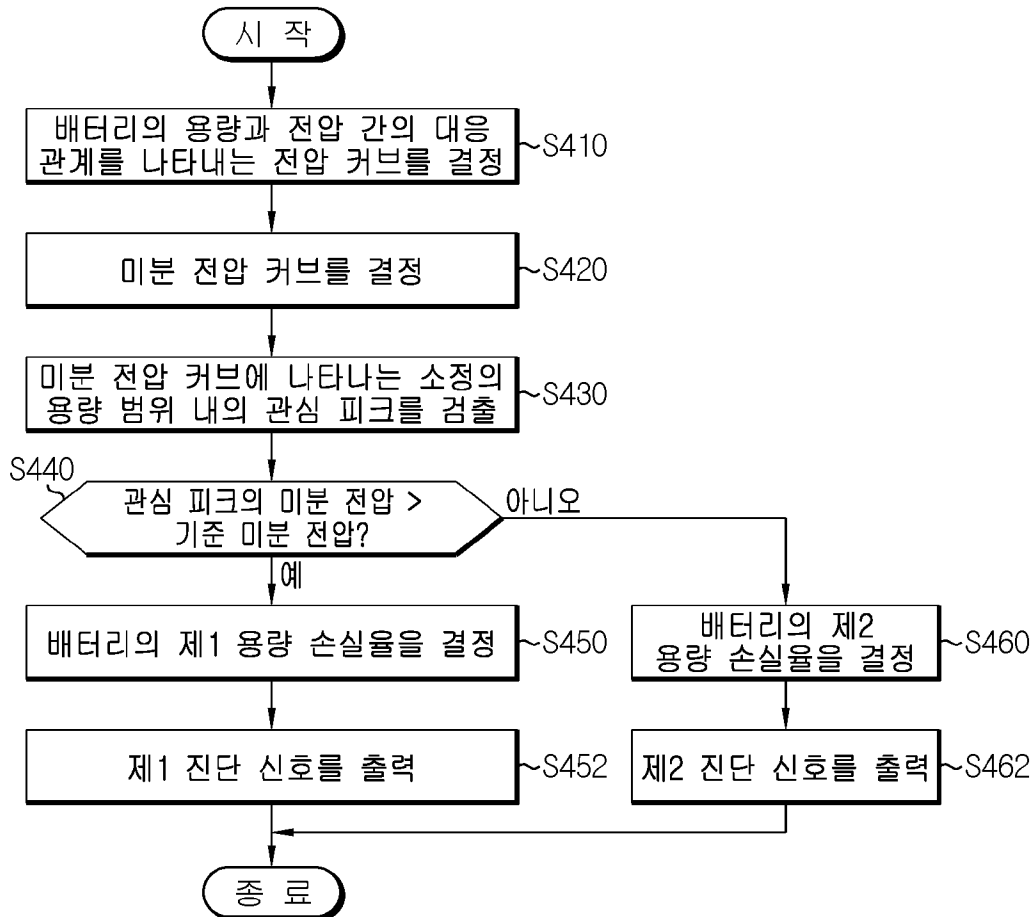 시 작
배터리의 용량과 전압 간의 대응
관계를 나타내는 전압 커브를 결정
S410
미분 전압 커브를 결정
S420
미분 전압 커브에 나타나는 소정의
용량 범위 내의 관심 피크를 검출
S430
S440
관심 피크의 미분 전압 >
기준 미분 전압?
아니오
예
배터리의 제1 용량 손실율을 결정
S450
배터리의 제2
용량 손실율을 결정
S460
제1 진단 신호를 출력
S452
제2 진단 신호를 출력
S462
종 료